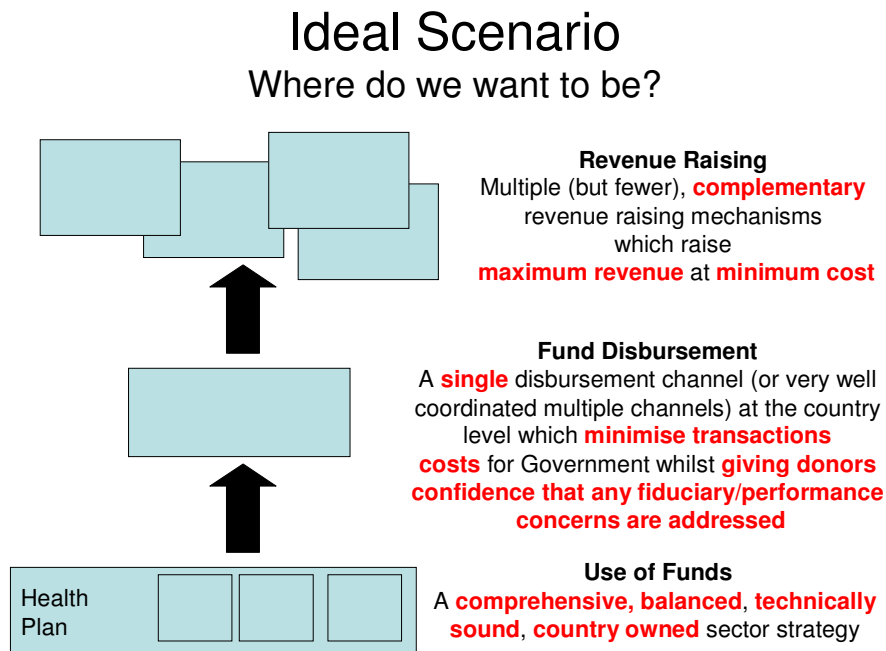 Ideal Scenario
Where do we want to be?
Revenue Raising
Multiple (but fewer), complementary
revenue raising mechanisms
which raise
maximum revenue at minimum cost
Fund Disbursement
A single disbursement channel (or very well
coordinated multiple channels) at the country
level which minimise transactions
costs for Government whilst giving donors
confidence that any fiduciary/performance
concerns are addressed
Health
Plan
Use of Funds
A comprehensive, balanced, technically
sound, country owned sector strategy